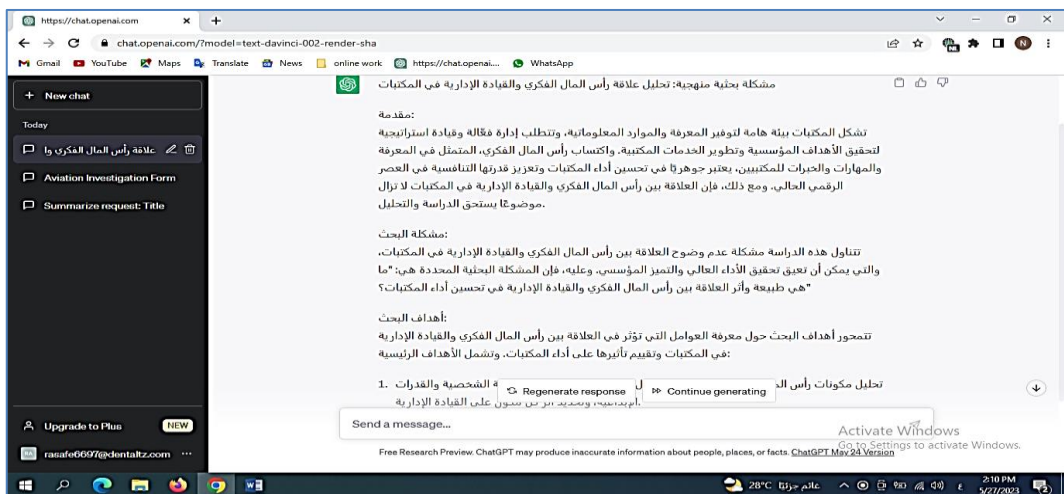 https://chat.openai.com
chat.openai.com/?model=text-davinci-002-render-sha
Gmail YouTube Maps Translate News online work https://chat.openai.... WhatsApp
+ New chat
Today
علاقة رأس المال الفكري وا
Aviation Investigation Form
Summarize request: Title
Upgrade to Plus NEW
rasafe6697@dentaltz.com ...
مشكلة بحثية منهجية: تحليل علاقة رأس المال الفكري والقيادة الإدارية في المكتبات
مقدمة:
تشكل المكتبات بيئة هامة لتوفير المعرفة والموارد المعلوماتية، وتتطلب إدارة فعّالة وقيادة استراتيجية
لتحقيق الأهداف المؤسسية وتطوير الخدمات المكتبية. واكتساب رأس المال الفكري، المتمثل في المعرفة
والمهارات والخبرات للمكتبيين، يعتبر جوهريًا في تحسين أداء المكتبات وتعزيز قدرتها التنافسية في العصر
الرقمي الحالي. ومع ذلك، فإن العلاقة بين رأس المال الفكري والقيادة الإدارية في المكتبات لا تزال
موضوعًا يستحق الدراسة والتحليل.
مشكلة البحث:
تتناول هذه الدراسة مشكلة عدم وضوح العلاقة بين رأس المال الفكري والقيادة الإدارية في المكتبات،
والتي يمكن أن تعيق تحقيق الأداء العالي والتميز المؤسسي. وعليه، فإن المشكلة البحثية المحددة هي: "ما
هي طبيعة وأثر العلاقة بين رأس المال الفكري والقيادة الإدارية في تحسين أداء المكتبات؟"
أهداف البحث:
تتمحور أهداف البحث حول معرفة العوامل التي تؤثر في العلاقة بين رأس المال الفكري والقيادة الإدارية
في المكتبات وتقييم تأثيرها على أداء المكتبات. وتشمل الأهداف الرئيسية:
1. تحليل مكونات رأس الم ة الشخصية والقدرات
الإبداعية، وتحديد أثر كل مكون على القيادة الإدارية.
Regenerate response Continue generating
Send a message...
Free Research Preview. ChatGPT may produce inaccurate information about people, places, or facts. ChatGPT May 24 Version
Activate Windows
Go to Settings to activate Windows.
28°C غائم جزئيًا
2:10 PM
5/27/2023